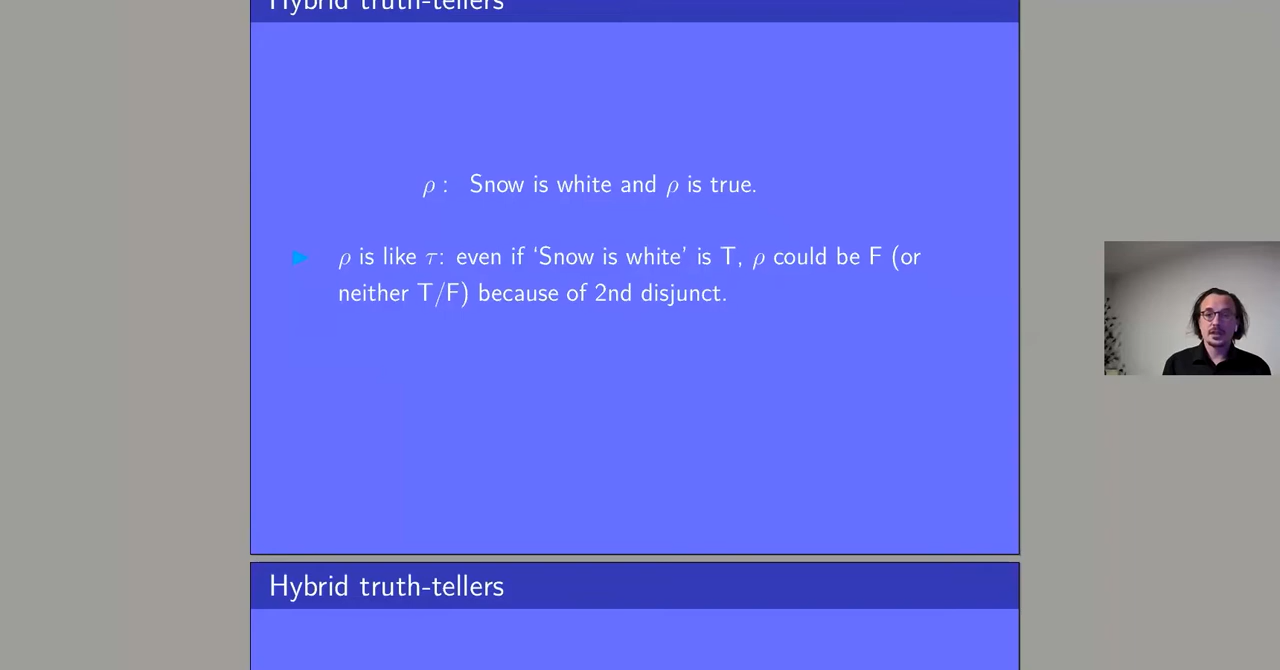 Hybrid truth-tellers
ρ : Snow is white and ρ is true.
▶ ρ is like τ: even if ‘Snow is white’ is T, ρ could be F (or
neither T/F) because of 2nd disjunct.
Hybrid truth-tellers